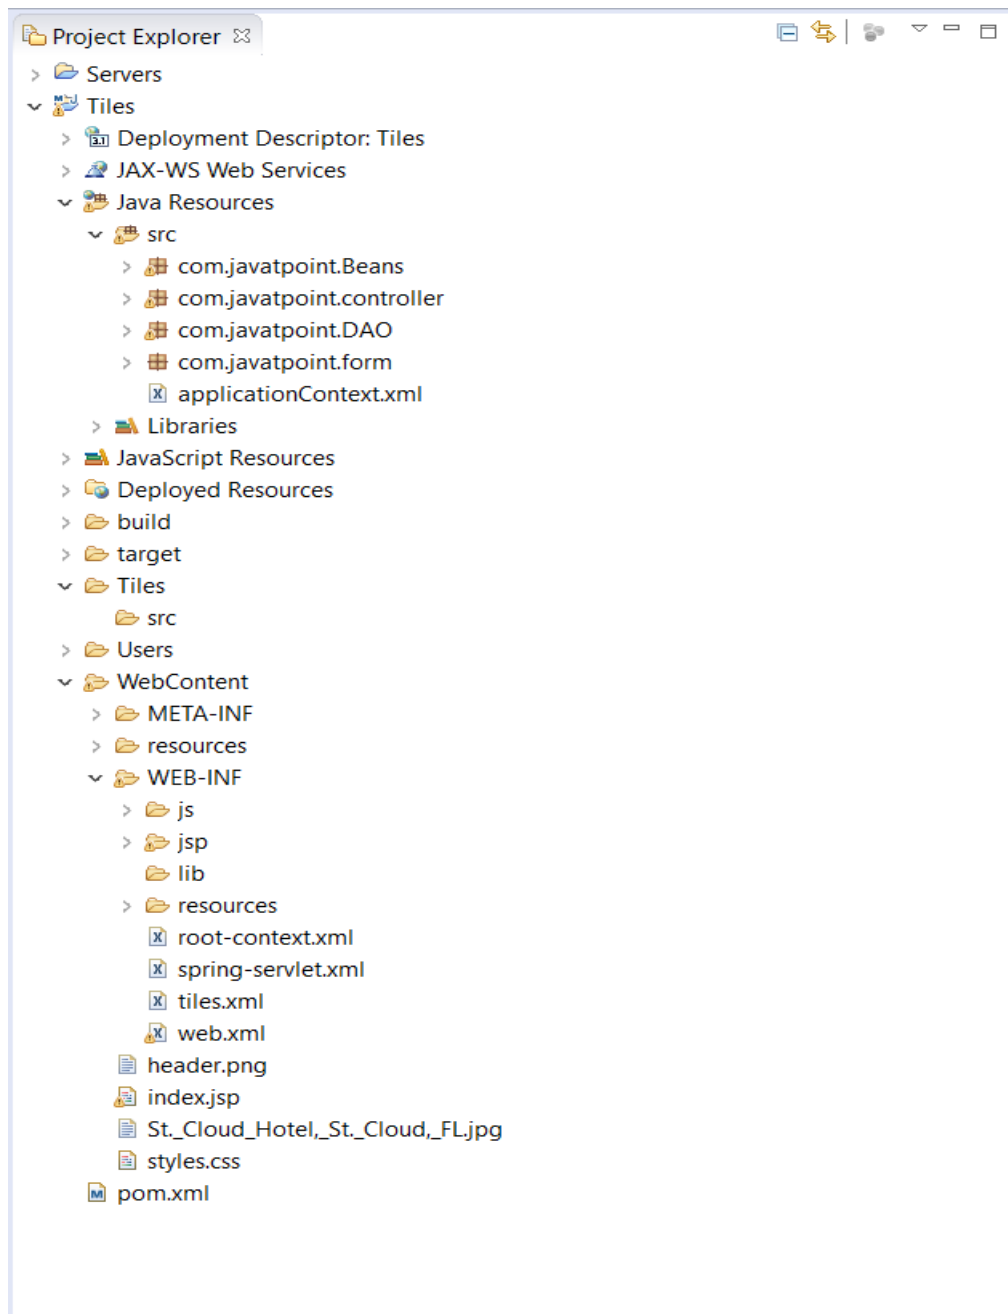 Project Explorer
Servers
Tiles
Deployment Descriptor: Tiles
JAX-WS Web Services
Java Resources
src
com.javatpoint.Beans
com.javatpoint.controller
com.javatpoint.DAO
com.javatpoint.form
applicationContext.xml
Libraries
JavaScript Resources
Deployed Resources
build
target
Tiles
src
Users
WebContent
META-INF
resources
WEB-INF
js
jsp
lib
resources
root-context.xml
spring-servlet.xml
tiles.xml
web.xml
header.png
index.jsp
St._Cloud_Hotel,_St._Cloud,_FL.jpg
styles.css
pom.xml